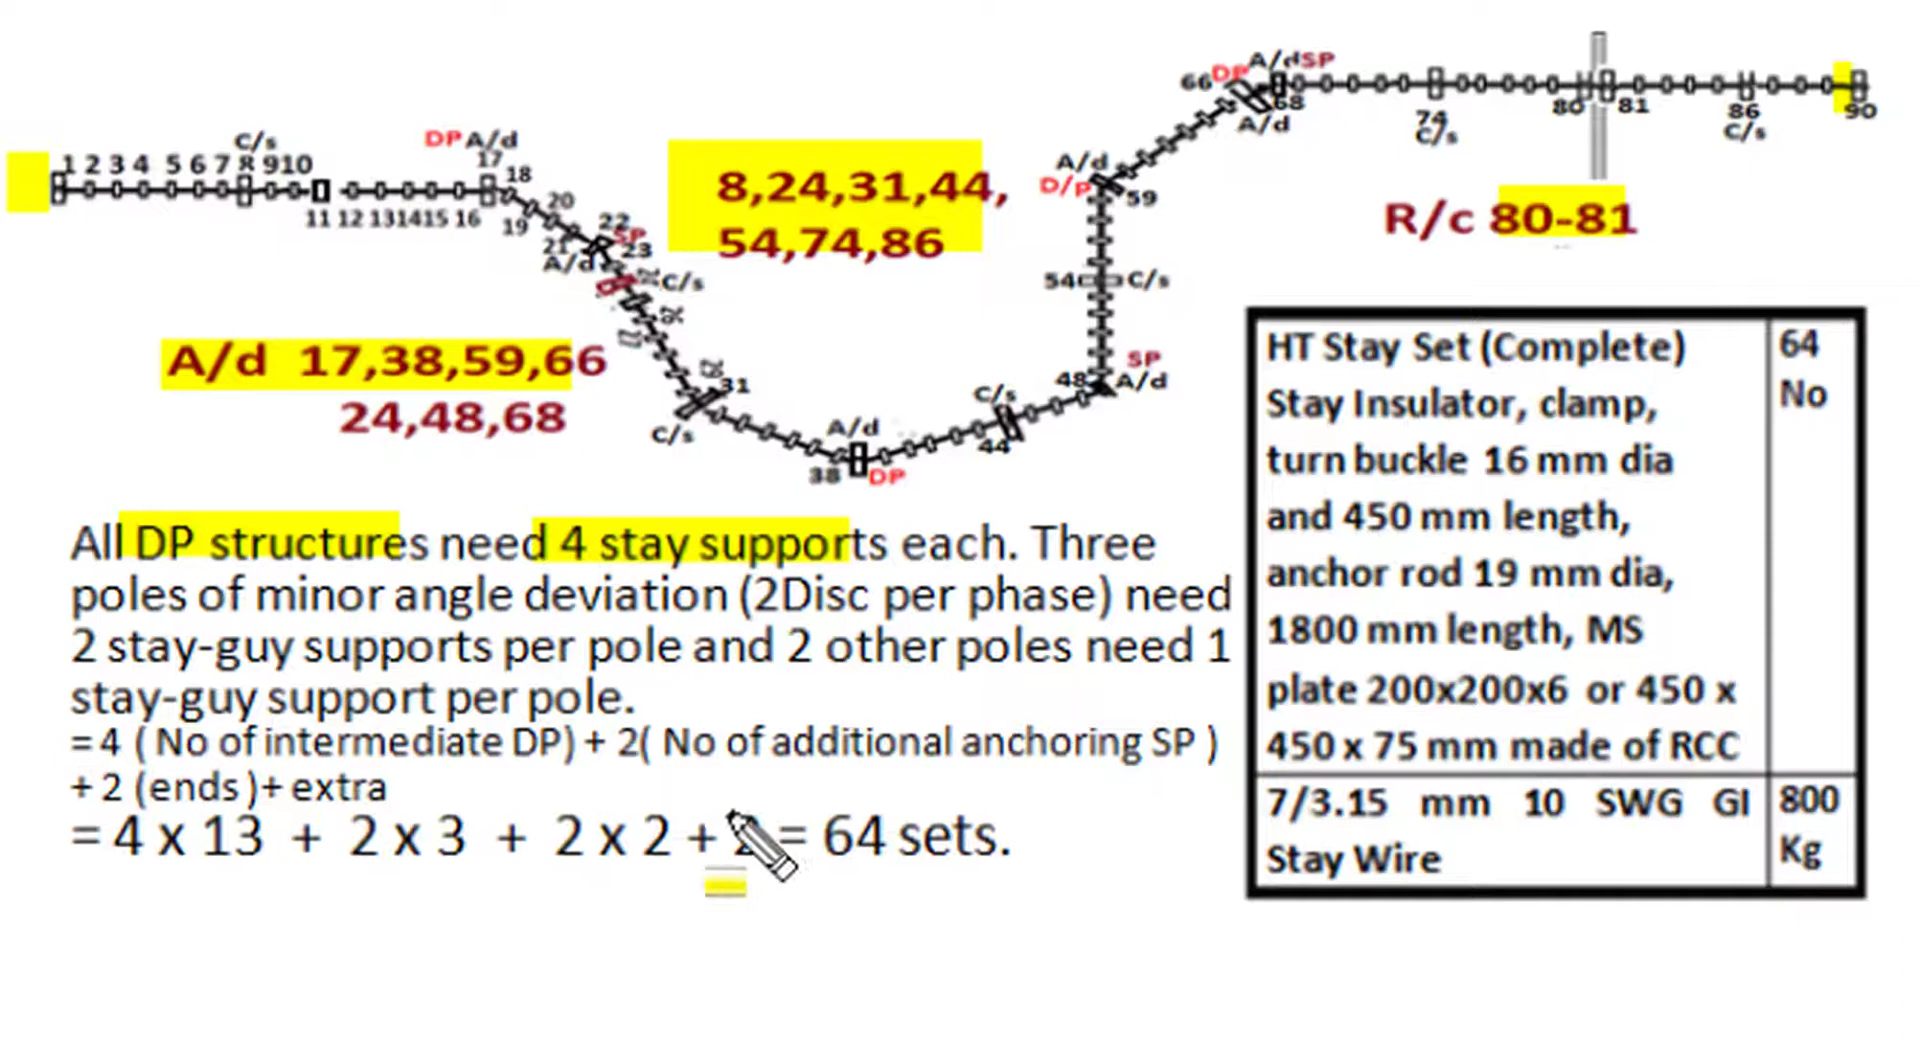 A/d SP
66 DP
68
A/d
74
C/s
80 81
86
C/s
90
C/s
1 2 3 4 5 6 7 8 910
11 12 131415 16
DP A/d
17
18
19
20
21
22
SP
23
A/d
C/s
31
C/s
A/d
38
DP
C/s
44
48
SP
A/d
54 C/s
A/d
D/P
59
8,24,31,44,
54,74,86
R/c 80-81
A/d 17,38,59,66
24,48,68
All DP structures need 4 stay supports each. Three
poles of minor angle deviation (2Disc per phase) need
2 stay-guy supports per pole and 2 other poles need 1
stay-guy support per pole.
= 4 ( No of intermediate DP) + 2( No of additional anchoring SP )
+ 2 (ends )+ extra
= 4 x 13 + 2 x 3 + 2 x 2 + = 64 sets.
HT Stay Set (Complete)
Stay Insulator, clamp,
turn buckle 16 mm dia
and 450 mm length,
anchor rod 19 mm dia,
1800 mm length, MS
plate 200x200x6 or 450 x
450 x 75 mm made of RCC
64
No
7/3.15 mm 10 SWG GI
Stay Wire
800
Kg